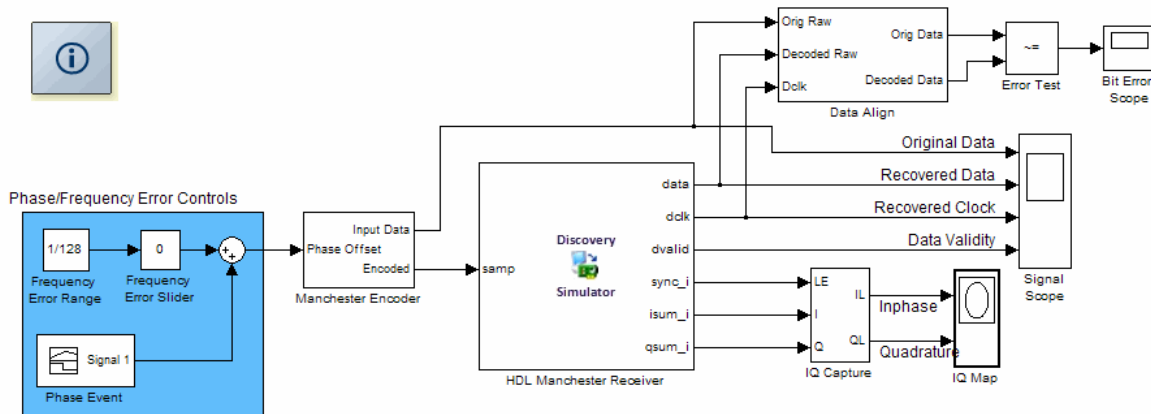 Orig Raw
Orig Data
Decoded Raw
Decoded Data
Dclk
Data Align
~=
Error Test
Bit Error
Scope
Original Data
Recovered Data
Recovered Clock
Data Validity
Signal
Scope
Phase/Frequency Error Controls
1/128
Frequency
Error Range
0
Frequency
Error Slider
+
+
Signal 1
Phase Event
Input Data
Phase Offset
Encoded
Manchester Encoder
samp
Discovery
Simulator
data
dclk
dvalid
sync_i
isum_i
qsum_i
HDL Manchester Receiver
LE
IL
I
Q
QL
IQ Capture
Inphase
Quadrature
IQ Map